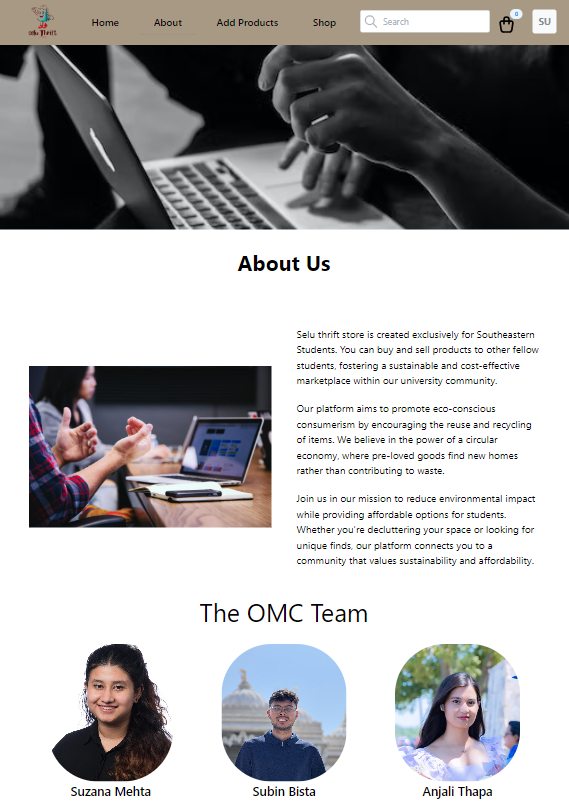 Selu Thrift
Home
About
Add Products
Shop
Search
0
SU
About Us
Selu thrift store is created exclusively for Southeastern
Students. You can buy and sell products to other fellow
students, fostering a sustainable and cost-effective
marketplace within our university community.
Our platform aims to promote eco-conscious
consumerism by encouraging the reuse and recycling
of items. We believe in the power of a circular
economy, where pre-loved goods find new homes
rather than contributing to waste.
Join us in our mission to reduce environmental impact
while providing affordable options for students.
Whether you're decluttering your space or looking for
unique finds, our platform connects you to a
community that values sustainability and affordability.
The OMC Team
Suzana Mehta
Subin Bista
Anjali Thapa